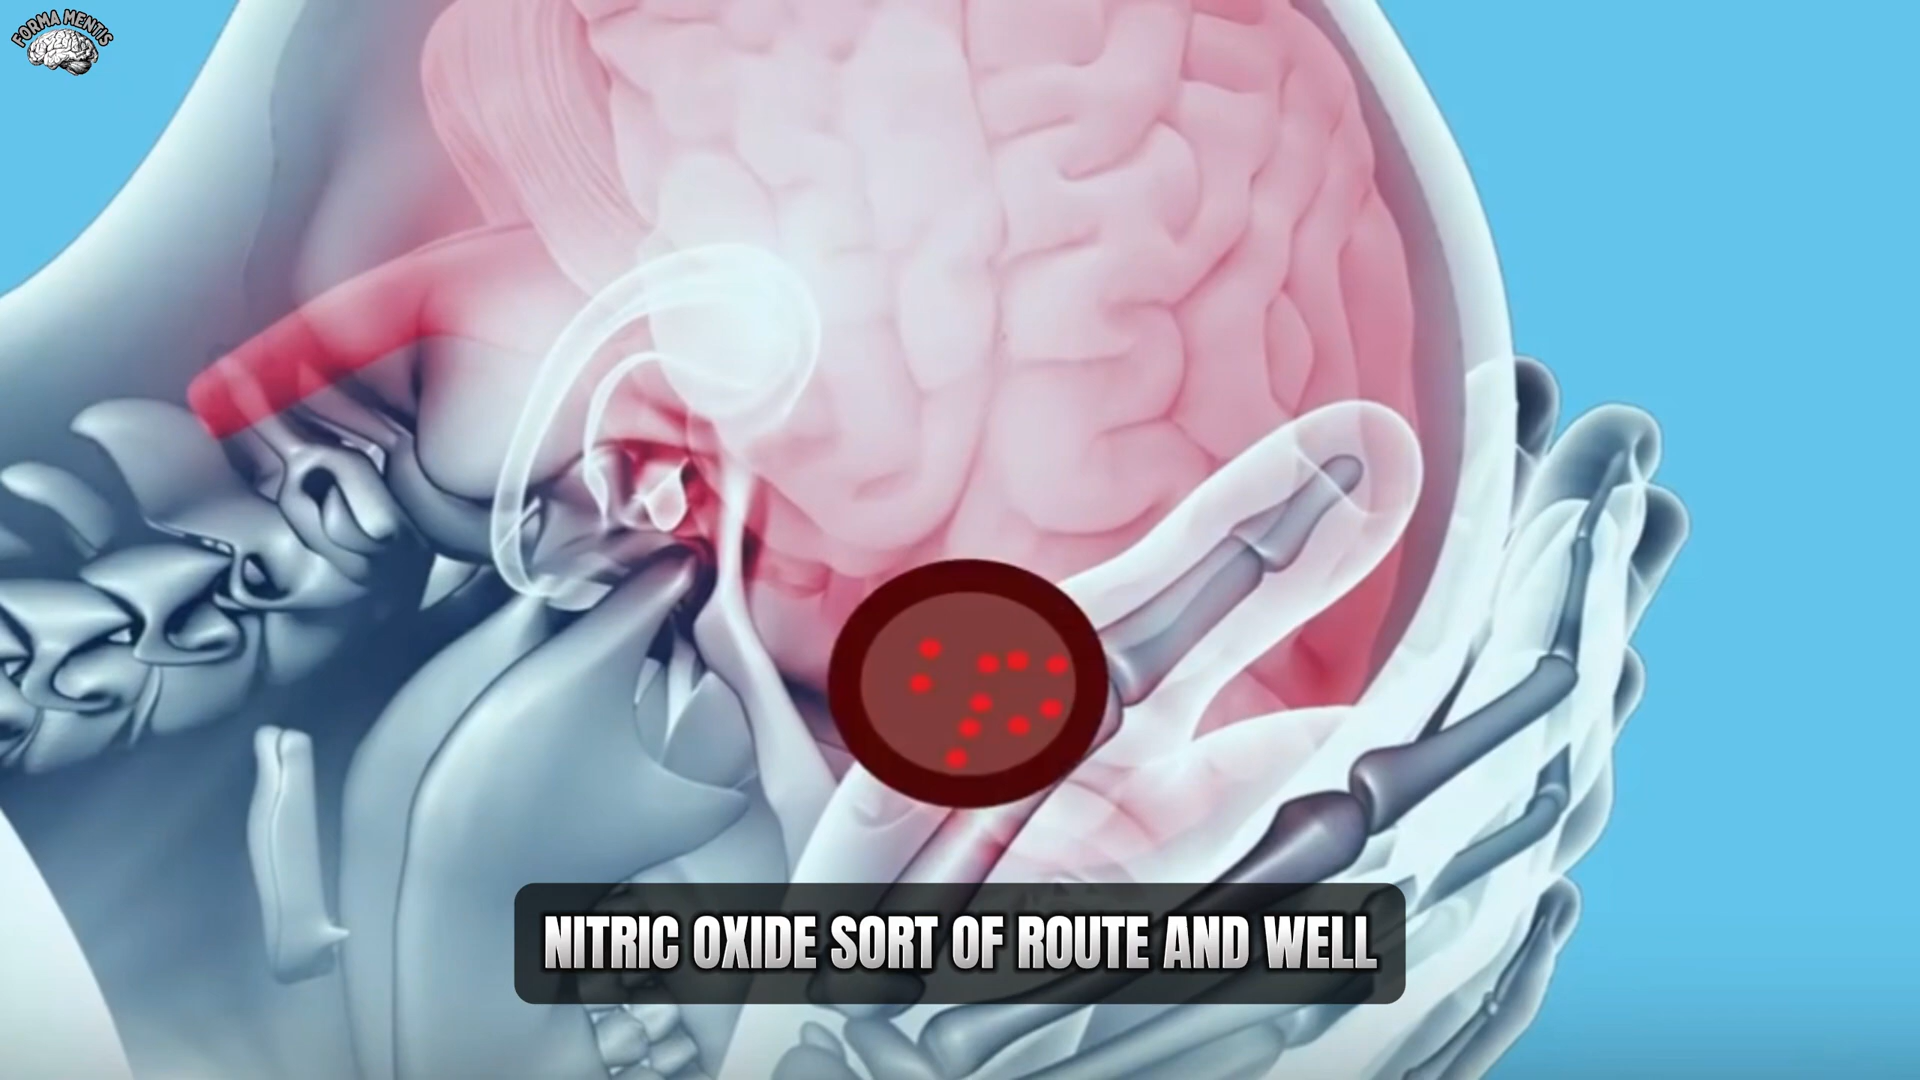 FORMA MENTIS
NITRIC OXIDE SORT OF ROUTE AND WELL